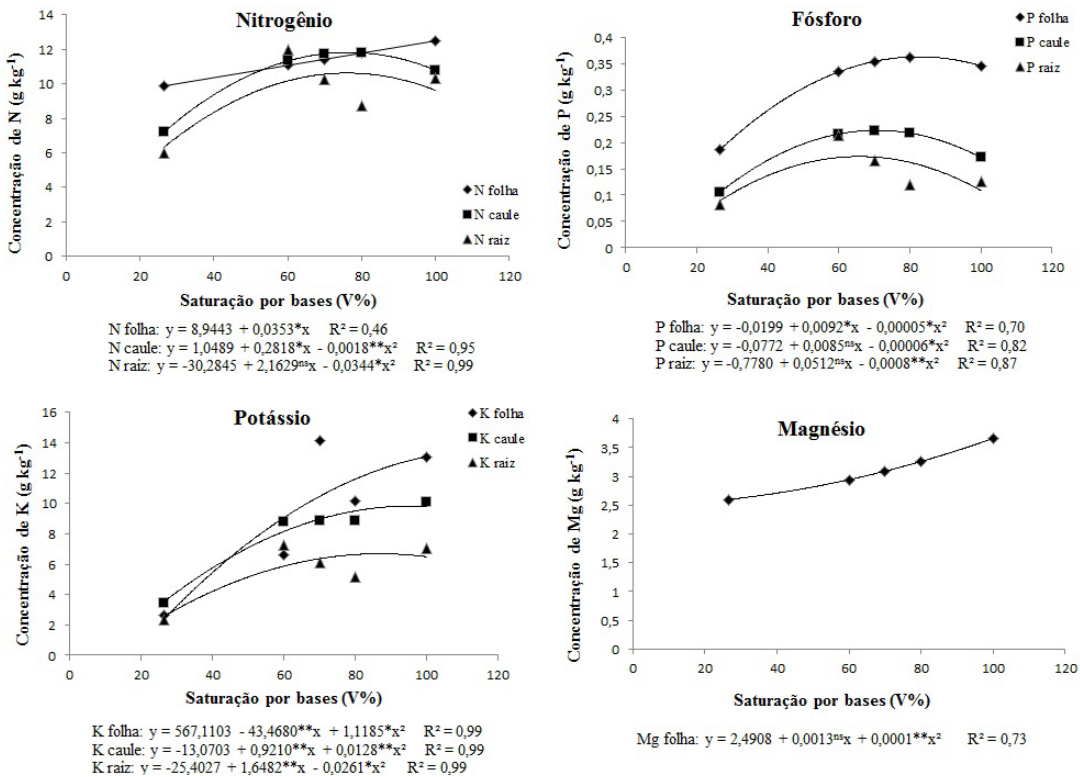 Nitrogênio
Concentração de N (g kg⁻¹)
14
12
10
8
6
4
2
0
0 20 40 60 80 100 120
N folha
N caule
N raiz
Saturação por bases (V%)
N folha: y = 8,9443 + 0,0353*x R² = 0,46
N caule: y = 1,0489 + 0,2818*x - 0,0018**x² R² = 0,95
N raiz: y = -30,2845 + 2,1629ⁿˢx - 0,0344*x² R² = 0,99
Fósforo
P folha
P caule
P raiz
Concentração de P (g kg⁻¹)
0,4
0,35
0,3
0,25
0,2
0,15
0,1
0,05
0
0 20 40 60 80 100 120
Saturação por bases (V%)
P folha: y = -0,0199 + 0,0092*x - 0,00005*x² R² = 0,70
P caule: y = -0,0772 + 0,0085ⁿˢx - 0,00006*x² R² = 0,82
P raiz: y = -0,7780 + 0,0512ⁿˢx - 0,0008**x² R² = 0,87
Potássio
K folha
K caule
K raiz
Concentração de K (g kg⁻¹)
16
14
12
10
8
6
4
2
0
0 20 40 60 80 100 120
Saturação por bases (V%)
K folha: y = 567,1103 - 43,4680**x + 1,1185*x² R² = 0,99
K caule: y = -13,0703 + 0,9210**x + 0,0128**x² R² = 0,99
K raiz: y = -25,4027 + 1,6482**x - 0,0261*x² R² = 0,99
Magnésio
Concentração de Mg (g kg⁻¹)
4
3,5
3
2,5
2
1,5
1
0,5
0
0 20 40 60 80 100 120
Saturação por bases (V%)
Mg folha: y = 2,4908 + 0,0013ⁿˢx + 0,0001**x² R² = 0,73